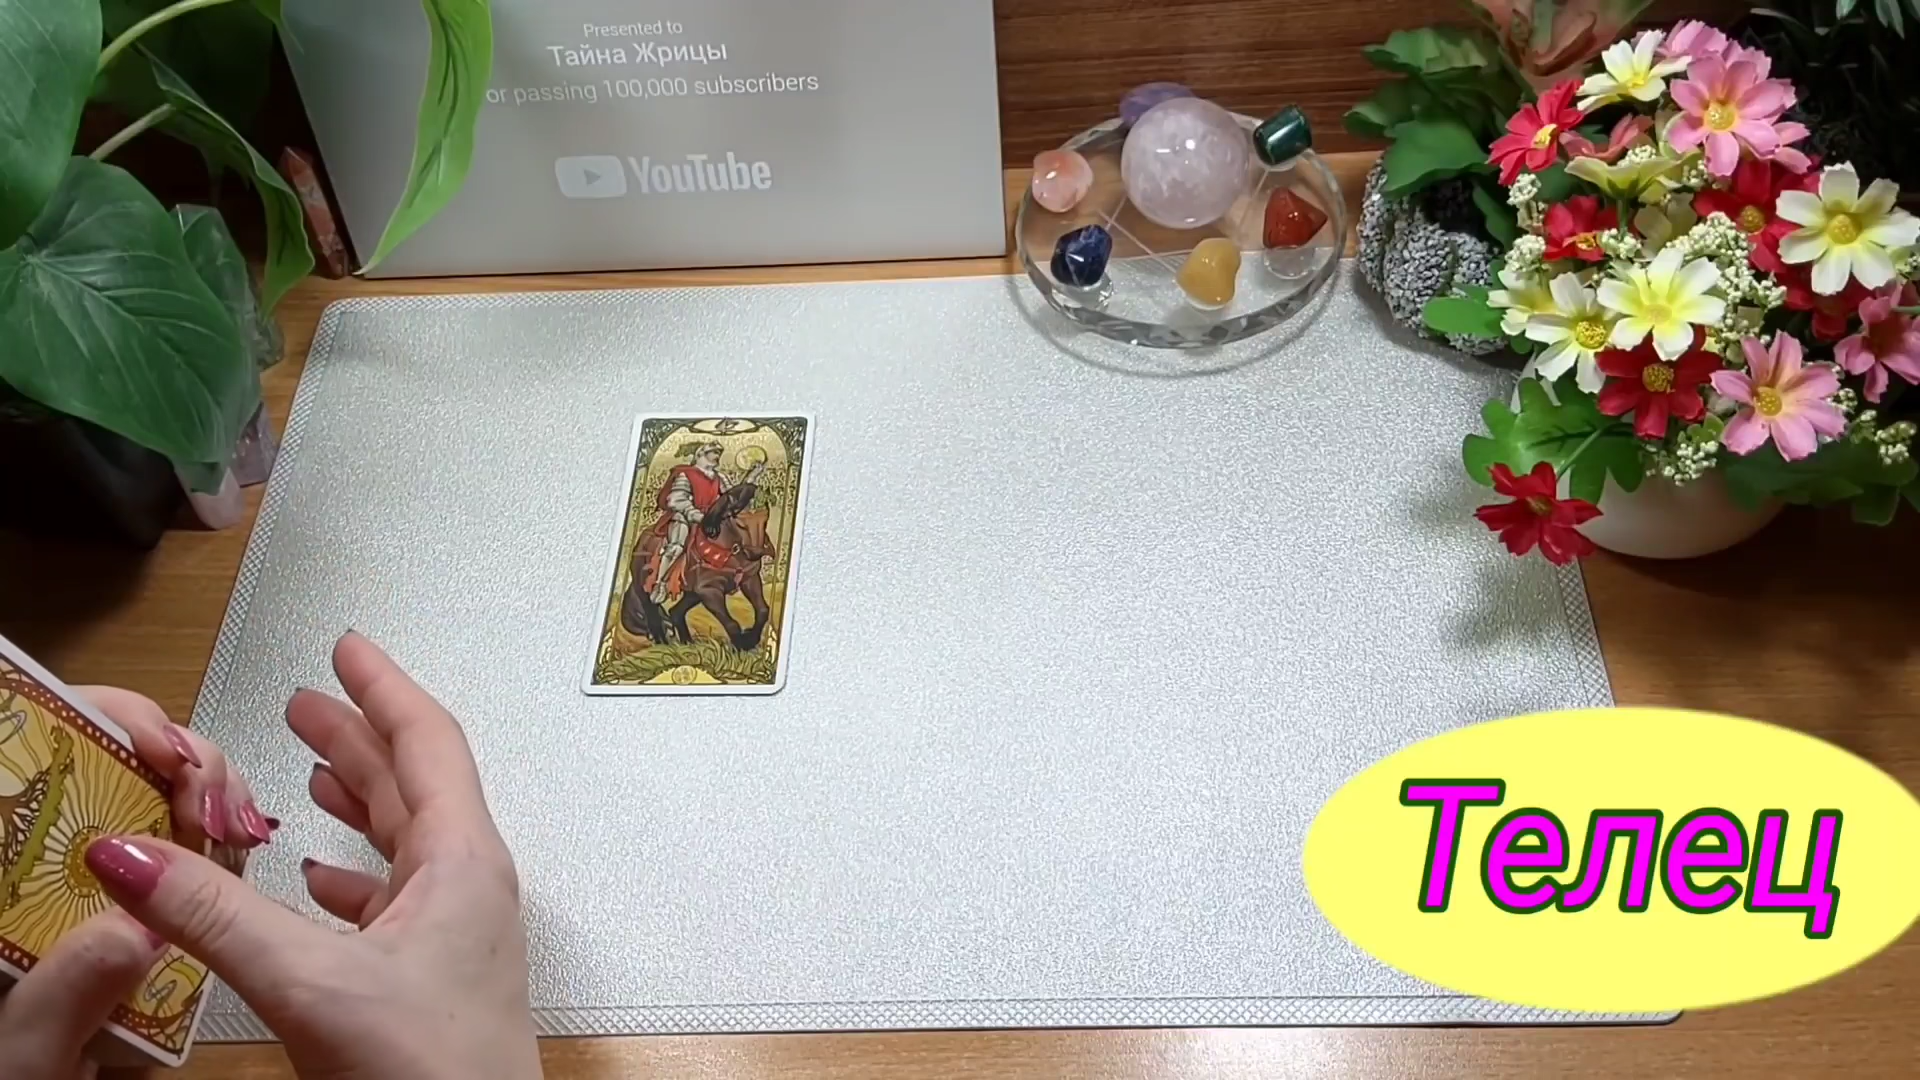 Presented to
Тайна Жрицы
or passing 100,000 subscribers
YouTube
Телец